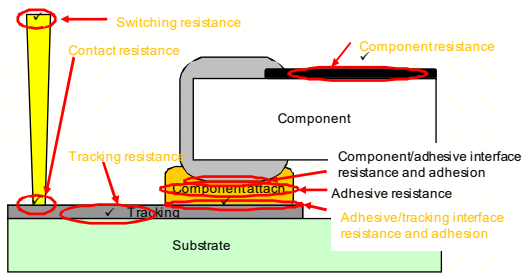 Switching resistance
Contact resistance
Component resistance
Component
Tracking resistance
Component/adhesive interface
resistance and adhesion
Component attach
Adhesive resistance
Tracking
Adhesive/tracking interface
resistance and adhesion
Substrate